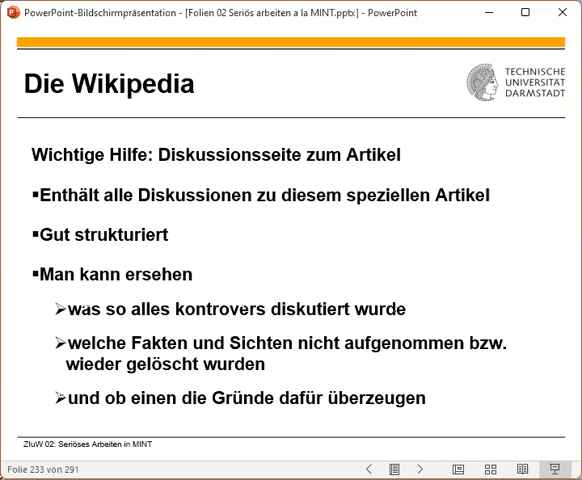 PowerPoint-Bildschirmpräsentation - [Folien 02 Seriös arbeiten a la MINT.pptx] - PowerPoint
Die Wikipedia
TECHNISCHE
UNIVERSITÄT
DARMSTADT
Wichtige Hilfe: Diskussionsseite zum Artikel
▪Enthält alle Diskussionen zu diesem speziellen Artikel
▪Gut strukturiert
▪Man kann ersehen
➢was so alles kontrovers diskutiert wurde
➢welche Fakten und Sichten nicht aufgenommen bzw.
wieder gelöscht wurden
➢und ob einen die Gründe dafür überzeugen
ZIuW 02: Seriöses Arbeiten in MINT
Folie 233 von 291